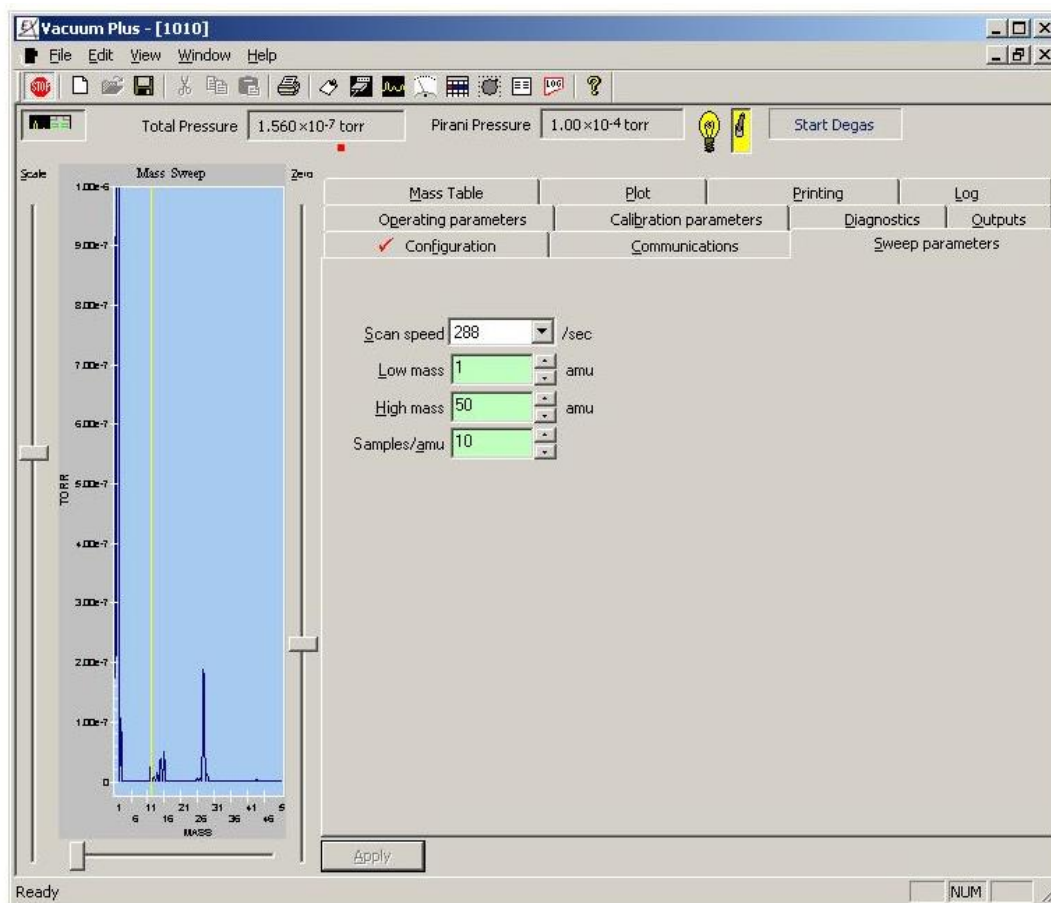 Vacuum Plus - [1010]
File Edit View Window Help
STOP LOG
Total Pressure 1.560×10-7 torr Pirani Pressure 1.00×10-4 torr Start Degas
Scale Mass Sweep Zero
Mass Table Plot Printing Log
Operating parameters Calibration parameters Diagnostics Outputs
Configuration Communications Sweep parameters
Scan speed 288 /sec
Low mass 1 amu
High mass 50 amu
Samples/amu 10
1.00e-6
9.00e-7
8.00e-7
7.00e-7
6.00e-7
TORR
5.00e-7
4.00e-7
3.00e-7
2.00e-7
1.00e-7
0
1 11 21 31 41 5
6 16 26 36 46
MASS
Apply
Ready NUM